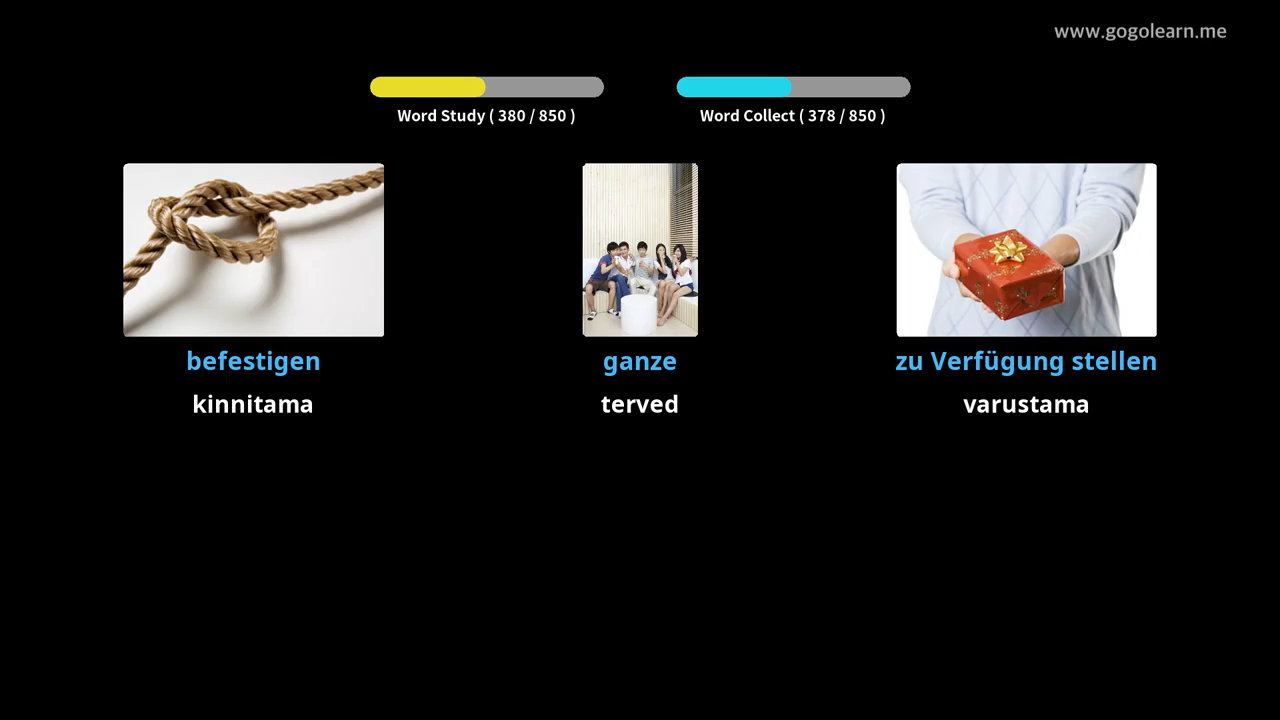 www.gogolearn.me
Word Study ( 380 / 850 )
Word Collect ( 378 / 850 )
befestigen
ganze
zu Verfügung stellen
kinnitama
terved
varustama